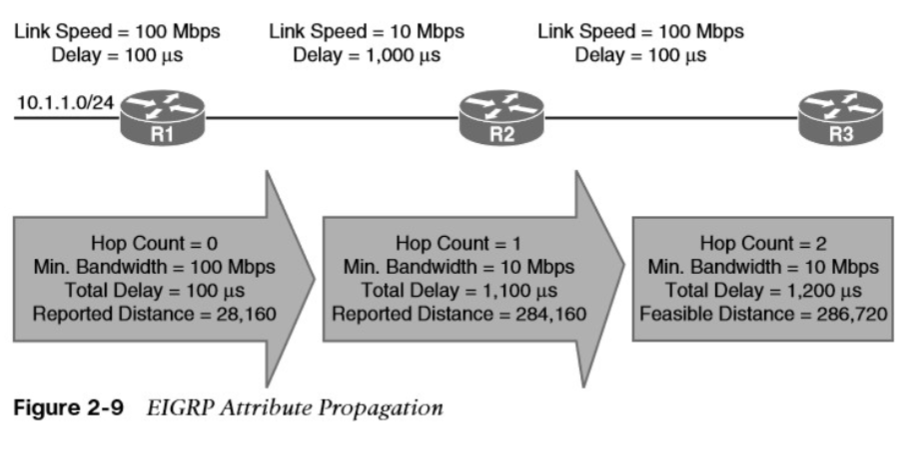 Link Speed = 100 Mbps
Delay = 100 µs
Link Speed = 10 Mbps
Delay = 1,000 µs
Link Speed = 100 Mbps
Delay = 100 µs
10.1.1.0/24
R1
R2
R3
Hop Count = 0
Min. Bandwidth = 100 Mbps
Total Delay = 100 µs
Reported Distance = 28,160
Hop Count = 1
Min. Bandwidth = 10 Mbps
Total Delay = 1,100 µs
Reported Distance = 284,160
Hop Count = 2
Min. Bandwidth = 10 Mbps
Total Delay = 1,200 µs
Feasible Distance = 286,720
Figure 2-9 EIGRP Attribute Propagation